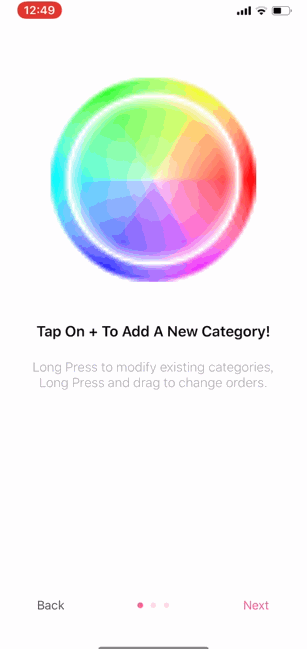 12:49
Tap On + To Add A New Category!
Long Press to modify existing categories,
Long Press and drag to change orders.
Back
Next